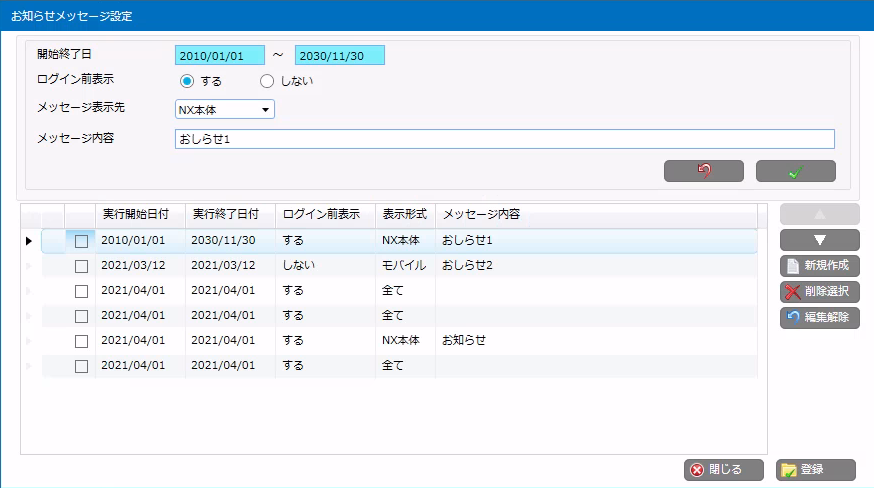 お知らせメッセージ設定
開始終了日 2010/01/01 ～ 2030/11/30
ログイン前表示 する しない
メッセージ表示先 NX本体
メッセージ内容 おしらせ1
実行開始日付 実行終了日付 ログイン前表示 表示形式 メッセージ内容
2010/01/01 2030/11/30 する NX本体 おしらせ1
2021/03/12 2021/03/12 しない モバイル おしらせ2
2021/04/01 2021/04/01 する 全て
2021/04/01 2021/04/01 する 全て
2021/04/01 2021/04/01 する NX本体 お知らせ
2021/04/01 2021/04/01 する 全て
新規作成
削除選択
編集解除
閉じる 登録